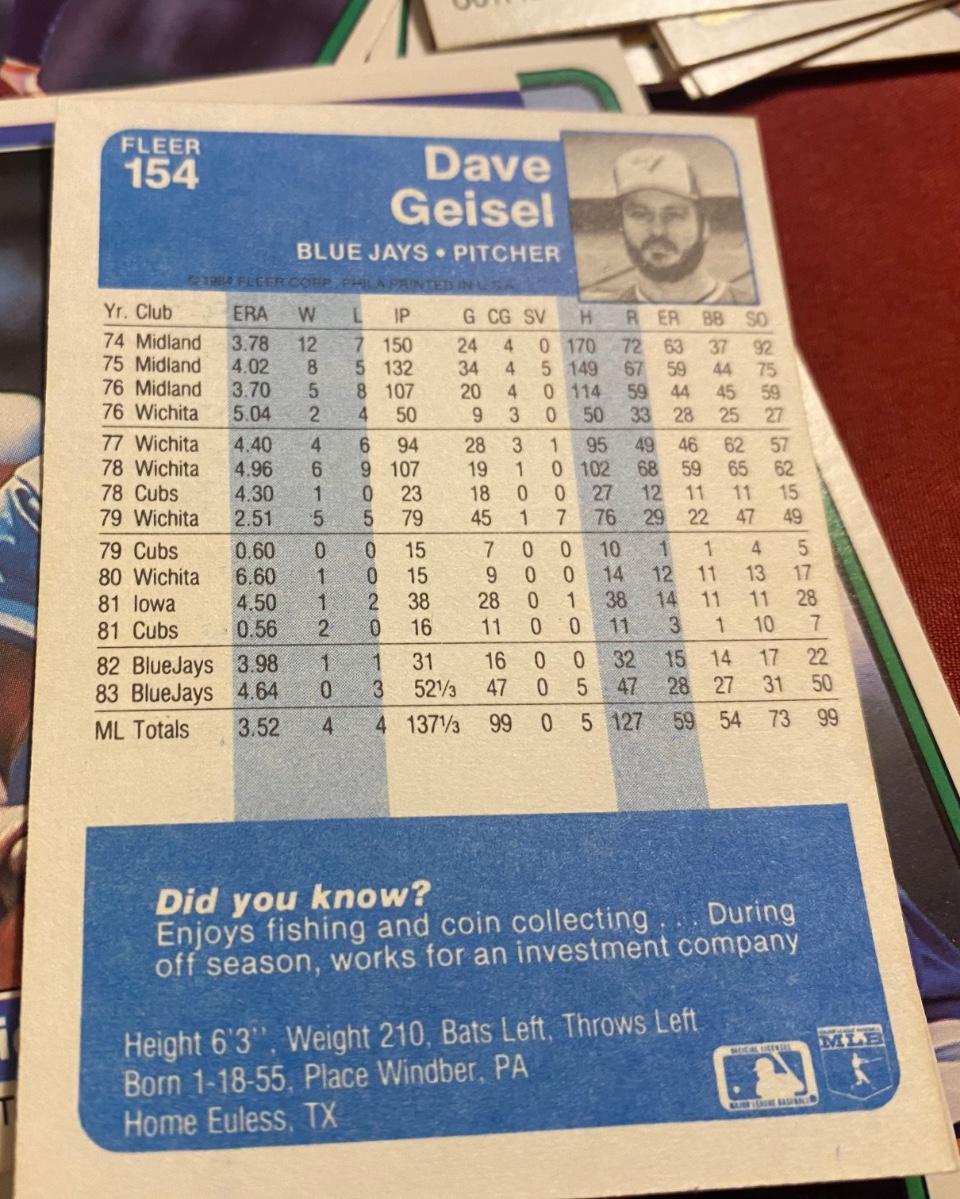 FLEER
154
Dave
Geisel
BLUE JAYS • PITCHER
©1984 FLEER CORP. PHILA PRINTED IN U.S.A.
Yr. Club ERA W L IP G CG SV H R ER BB SO
74 Midland 3.78 12 7 150 24 4 0 170 72 63 37 92
75 Midland 4.02 8 5 132 34 4 5 149 67 59 44 75
76 Midland 3.70 5 8 107 20 4 0 114 59 44 45 59
76 Wichita 5.04 2 4 50 9 3 0 50 33 28 25 27
77 Wichita 4.40 4 6 94 28 3 1 95 49 46 62 57
78 Wichita 4.96 6 9 107 19 1 0 102 68 59 65 62
78 Cubs 4.30 1 0 23 18 0 0 27 12 11 11 15
79 Wichita 2.51 5 5 79 45 1 7 76 29 22 47 49
79 Cubs 0.60 0 0 15 7 0 0 10 1 1 4 5
80 Wichita 6.60 1 0 15 9 0 0 14 12 11 13 17
81 Iowa 4.50 1 2 38 28 0 1 38 14 11 11 28
81 Cubs 0.56 2 0 16 11 0 0 11 3 1 10 7
82 BlueJays 3.98 1 1 31 16 0 0 32 15 14 17 22
83 BlueJays 4.64 0 3 52⅓ 47 0 5 47 28 27 31 50
ML Totals 3.52 4 4 137⅓ 99 0 5 127 59 54 73 99
Did you know?
Enjoys fishing and coin collecting . . . During
off season, works for an investment company
Height 6'3'', Weight 210, Bats Left, Throws Left
Born 1-18-55, Place Windber, PA
Home Euless, TX
OFFICIAL LICENSEE
MAJOR LEAGUE BASEBALL
MLB